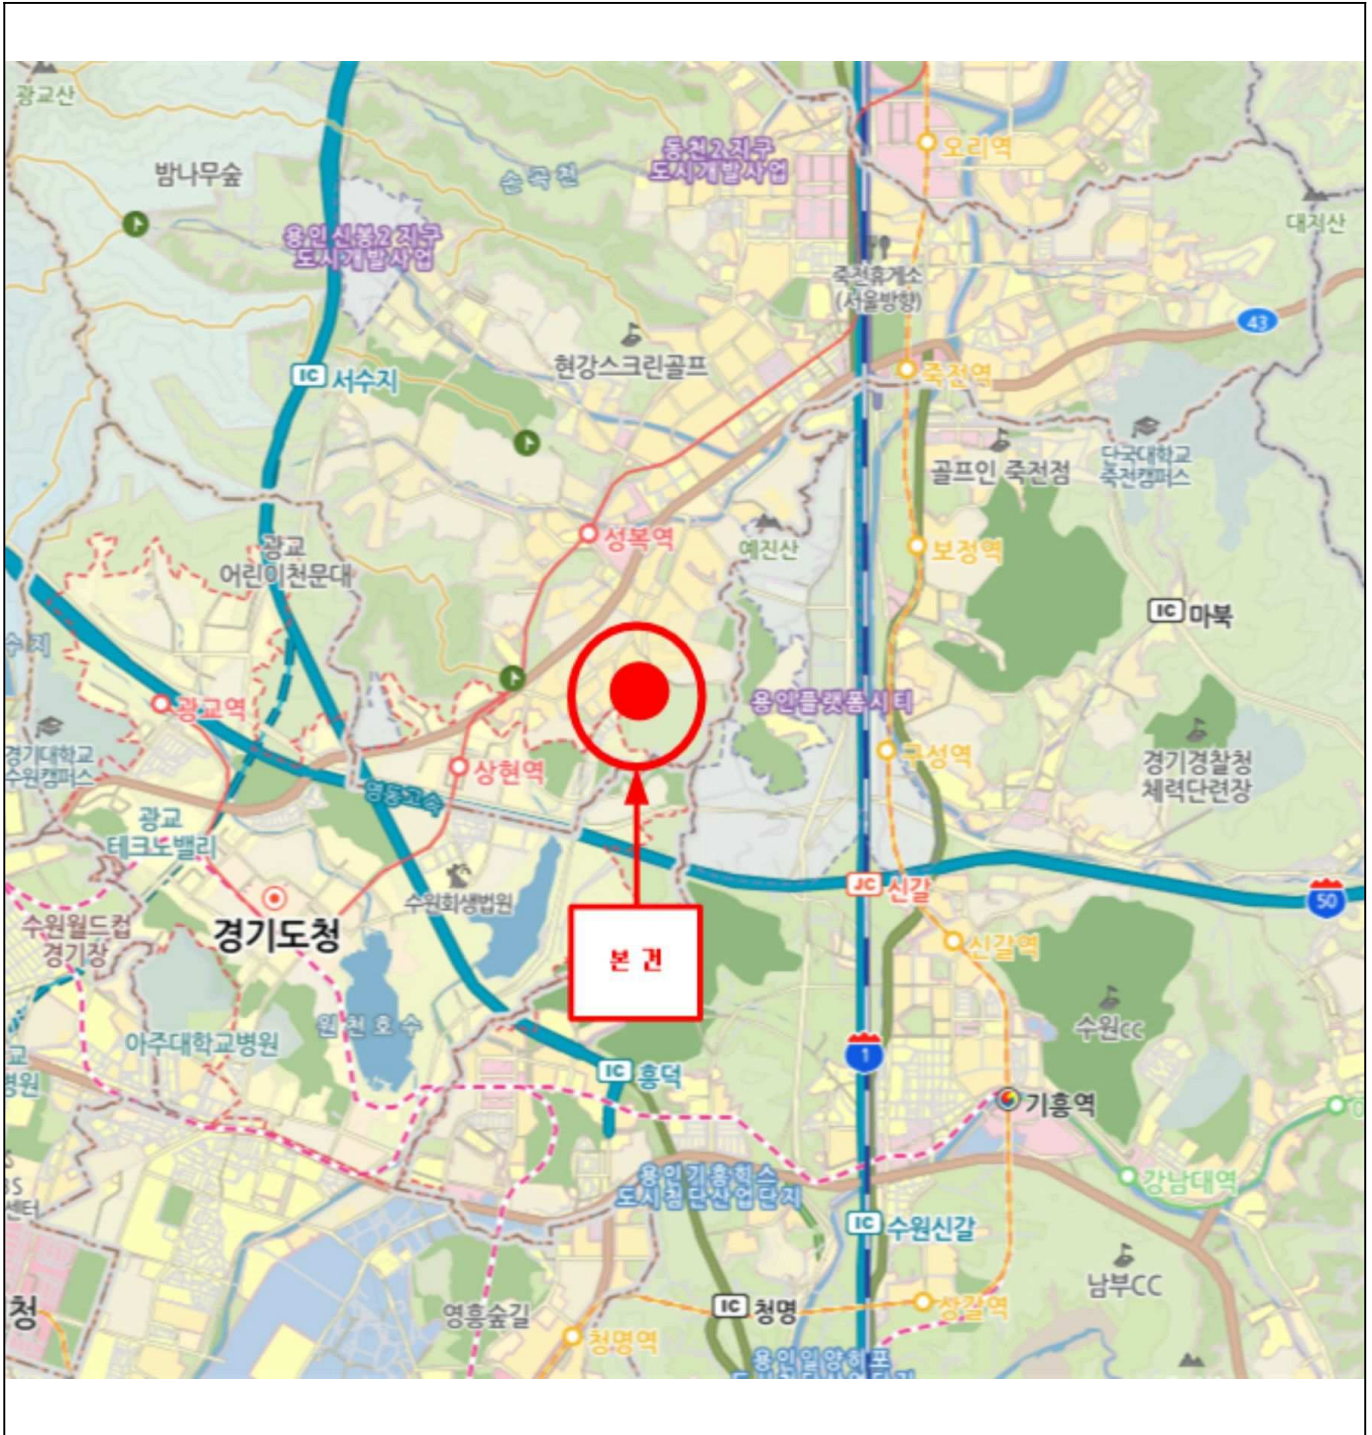 광교산
밤나무숲
손곡천
동천2지구
도시개발사업
오리역
대지산
용인신봉2지구
도시개발사업
죽전휴게소
(서울방향)
43
현강스크린골프
IC 서수지
죽전역
골프인 죽전점
단국대학교
죽전캠퍼스
성복역
예진산
보정역
광교
어린이천문대
IC 마북
수지
광교역
용인플랫폼시티
경기대학교
수원캠퍼스
상현역
구성역
경기경찰청
체력단련장
영동고속
광교
테크노밸리
JC 신갈
50
수원회생법원
수원월드컵
경기장
경기도청
본 건
신갈역
원천호수
수원cc
아주대학교병원
교
병원
1
IC 흥덕
기흥역
용인기흥힉스
도시첨단산업단지
강남대역
센터
IC 수원신갈
남부CC
청
영흥숲길
IC 청명
상갈역
청명역